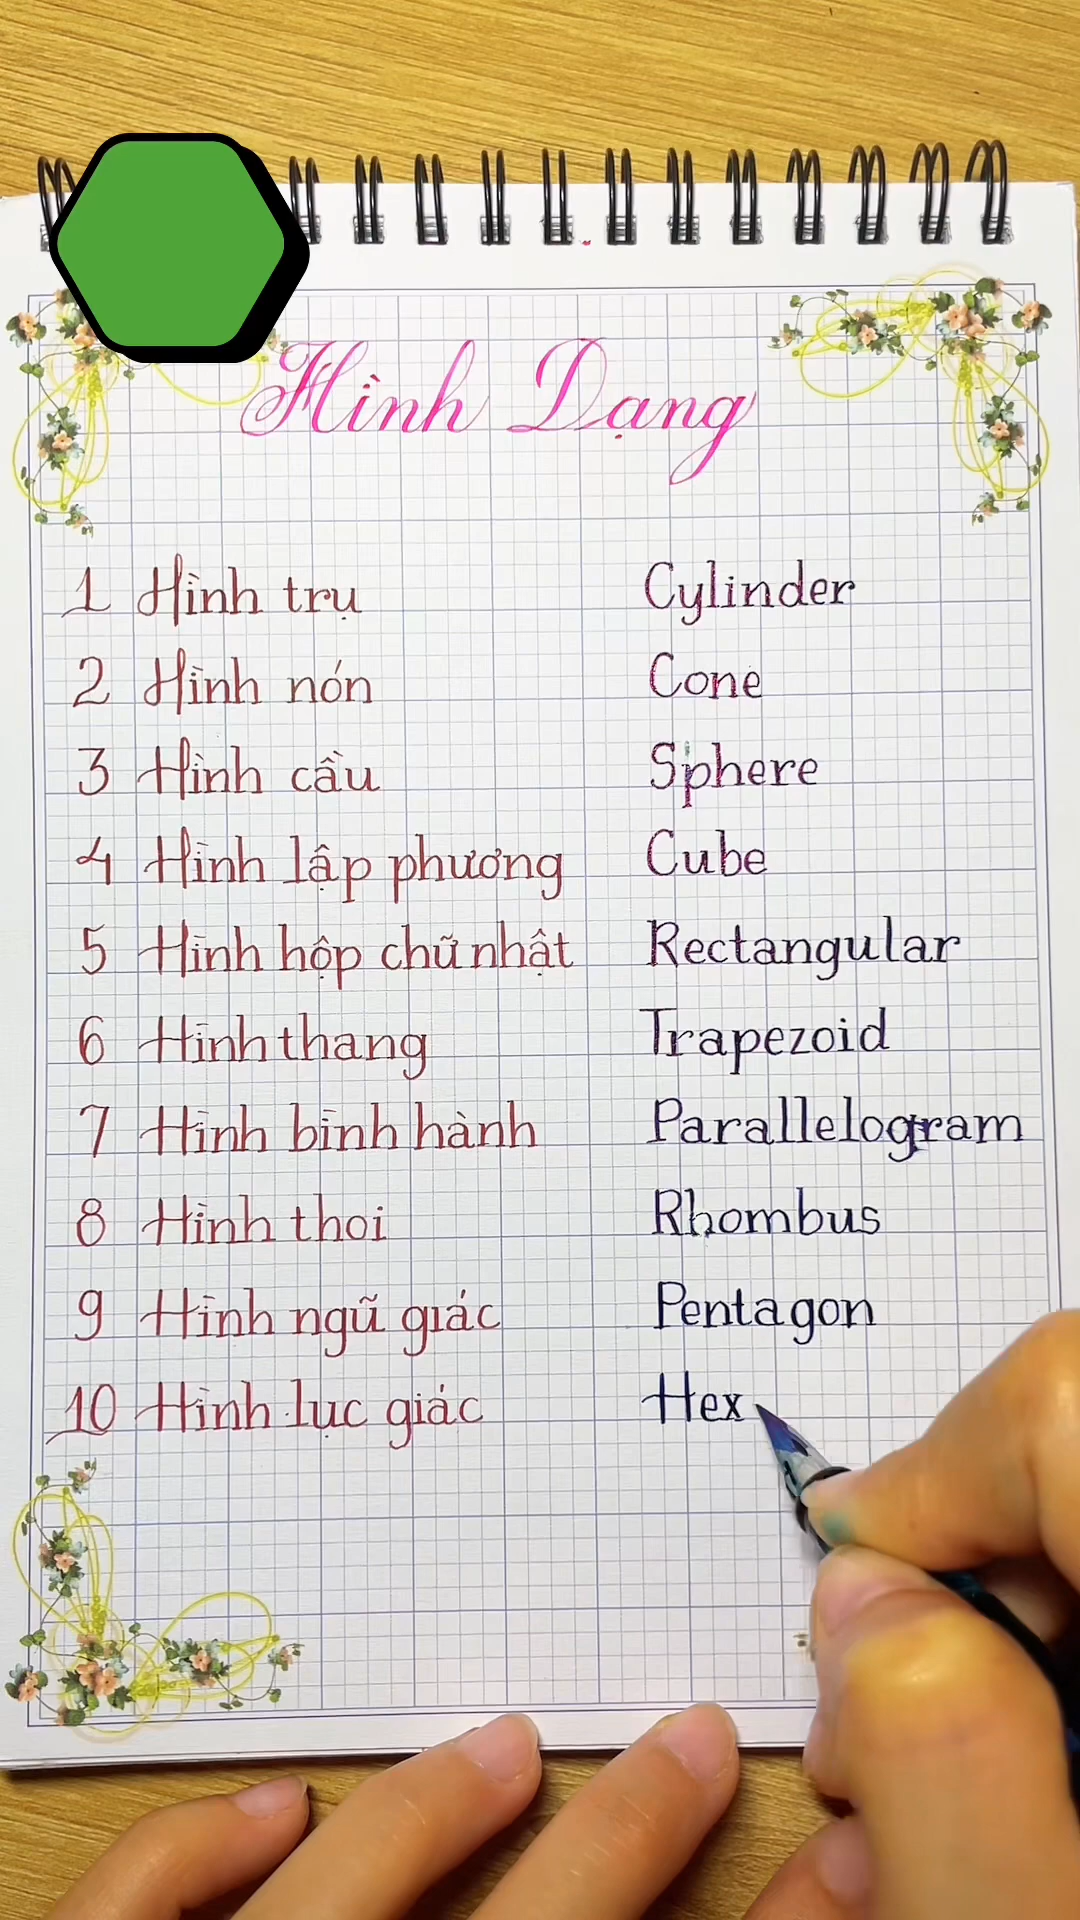 Hình Dạng
1 Hình trụ Cylinder
2 Hình nón Cone
3 Hình cầu Sphere
4 Hình lập phương Cube
5 Hình hộp chữ nhật Rectangular
6 Hình thang Trapezoid
7 Hình bình hành Parallelogram
8 Hình thoi Rhombus
9 Hình ngũ giác Pentagon
10 Hình lục giác Hex